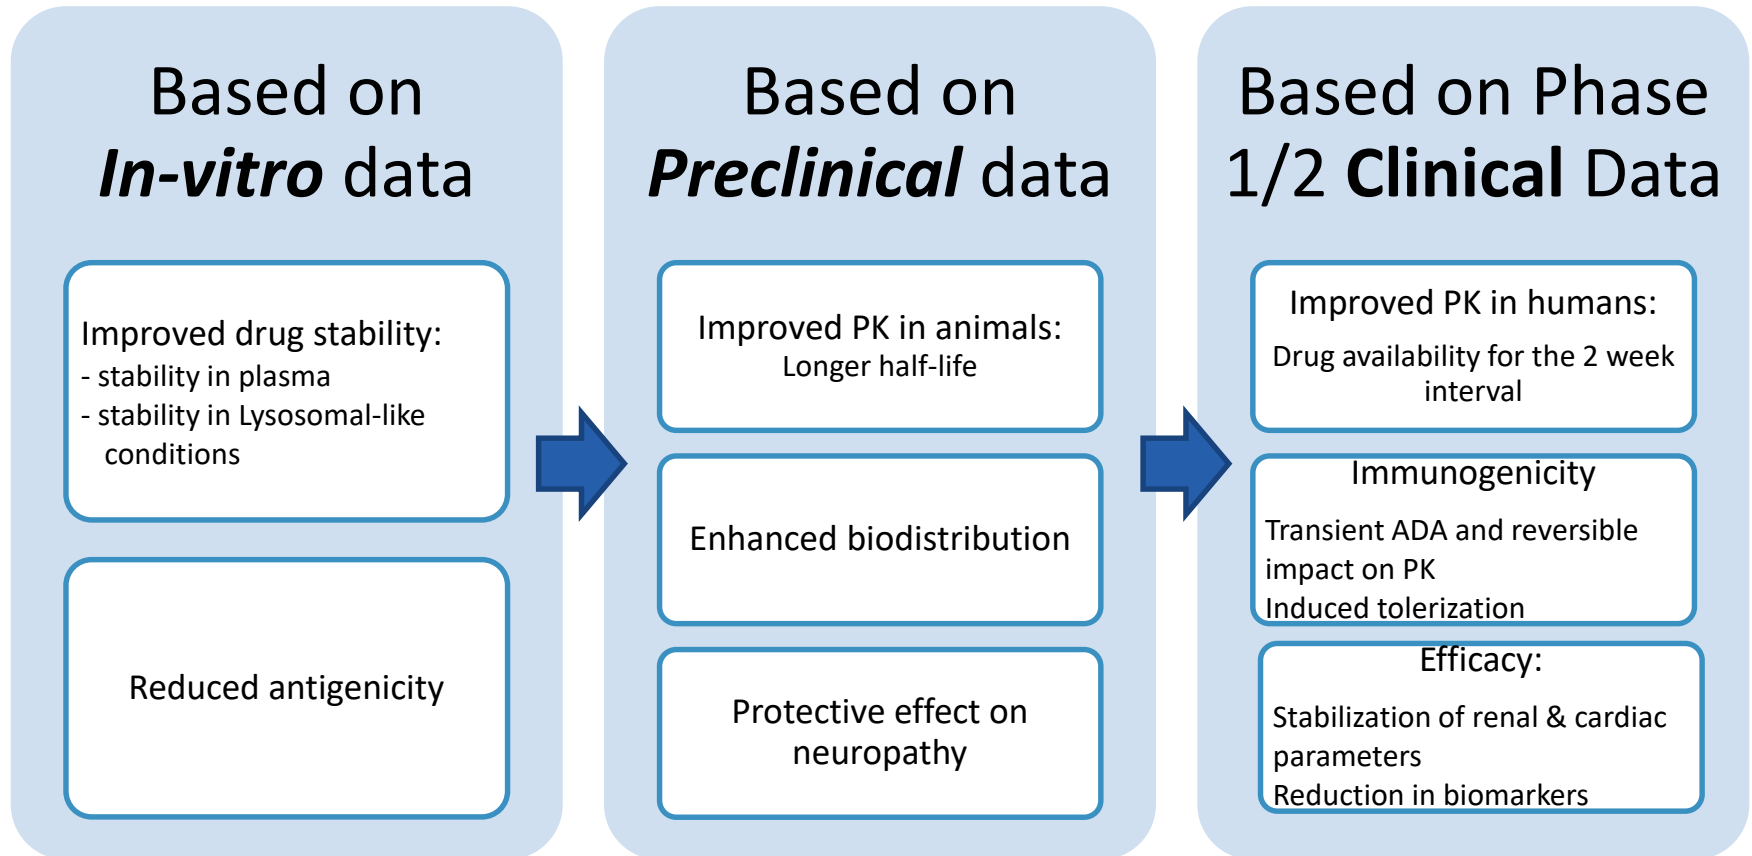 Based on
In-vitro data
Improved drug stability:
- stability in plasma
- stability in Lysosomal-like
conditions
Reduced antigenicity
Based on
Preclinical data
Improved PK in animals:
Longer half-life
Enhanced biodistribution
Protective effect on
neuropathy
Based on Phase
1/2 Clinical Data
Improved PK in humans:
Drug availability for the 2 week
interval
Immunogenicity
Transient ADA and reversible
impact on PK
Induced tolerization
Efficacy:
Stabilization of renal & cardiac
parameters
Reduction in biomarkers